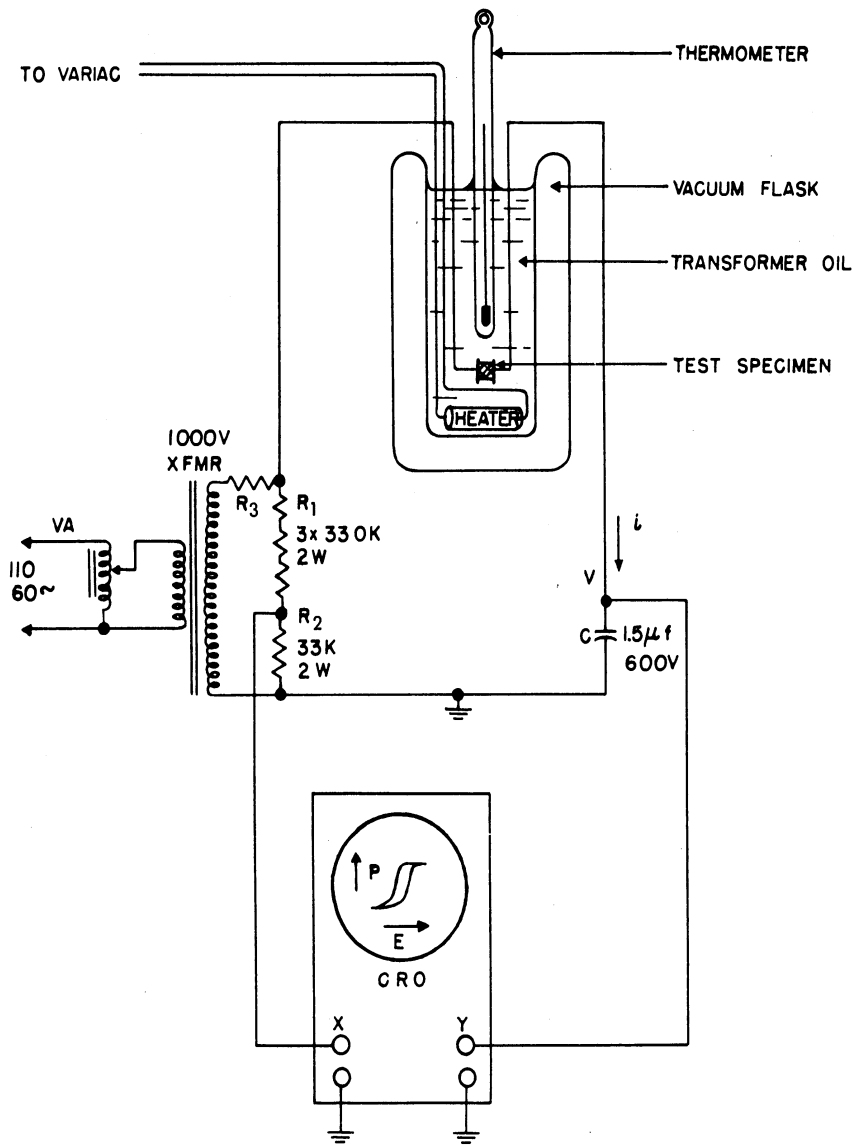 THERMOMETER
TO VARIAC
VACUUM FLASK
TRANSFORMER OIL
TEST SPECIMEN
HEATER
1000V
XFMR
R3
R1
3x330K
2W
VA
110
60~
i
V
R2
33K
2W
C
1.5μf
600V
P
E
CRO
X
Y